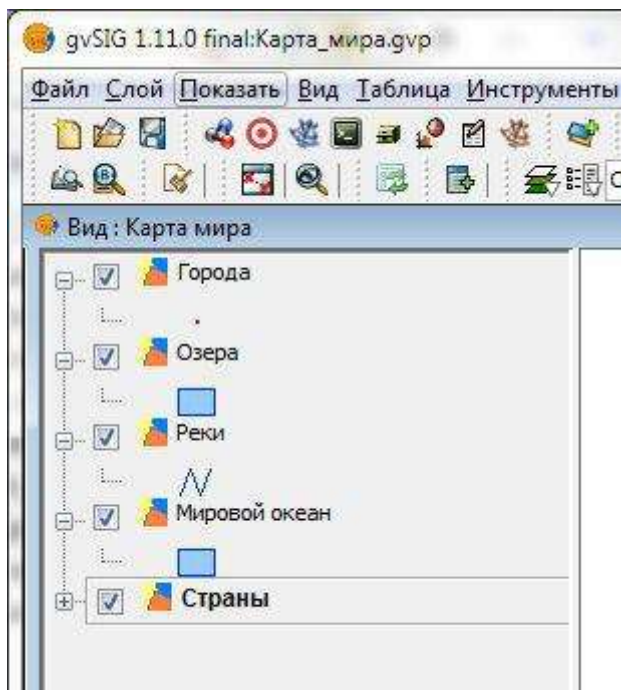 gvSIG 1.11.0 final:Карта_мира.gvp
Файл Слой Показать Вид Таблица Инструменты
Вид : Карта мира
Города
Озера
Реки
Мировой океан
Страны